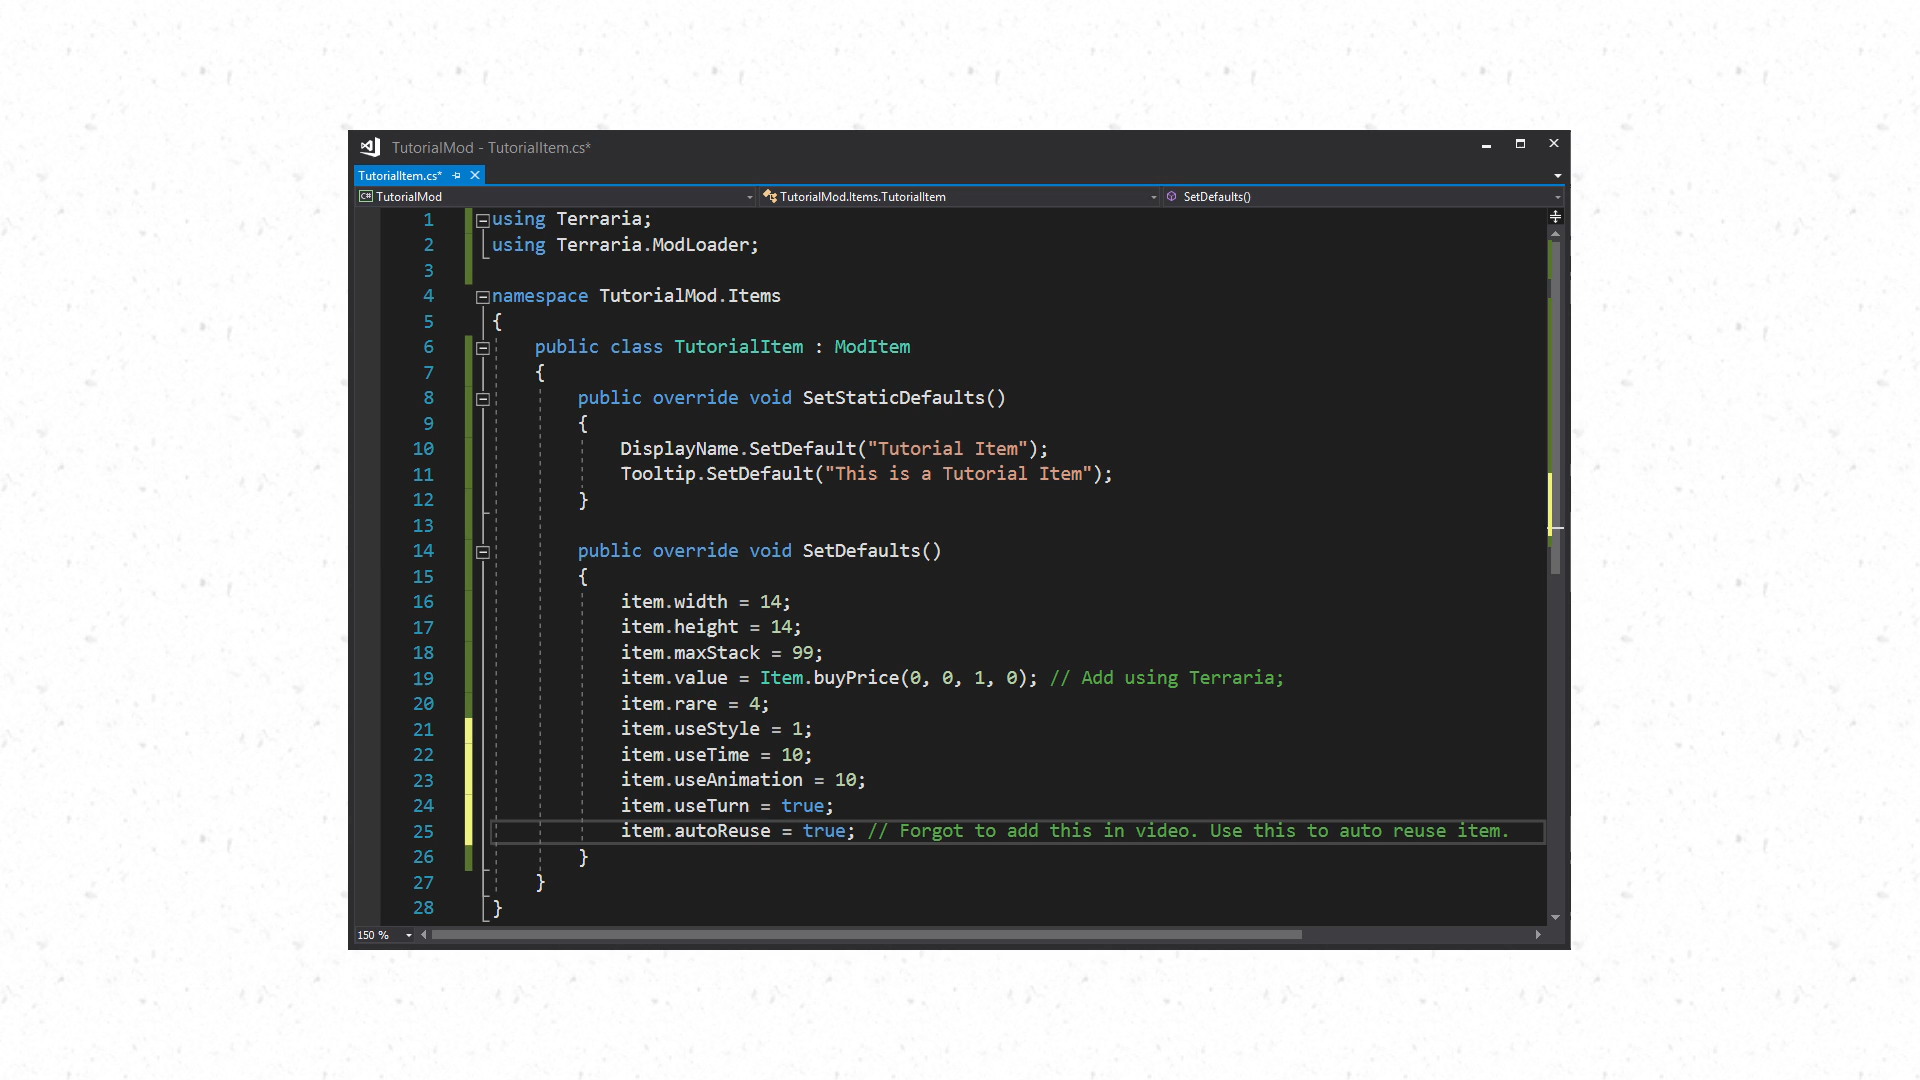 TutorialMod - TutorialItem.cs*
TutorialItem.cs*
TutorialMod TutorialMod.Items.TutorialItem SetDefaults()
1 using Terraria;
2 using Terraria.ModLoader;
3
4 namespace TutorialMod.Items
5 {
6 public class TutorialItem : ModItem
7 {
8 public override void SetStaticDefaults()
9 {
10 DisplayName.SetDefault("Tutorial Item");
11 Tooltip.SetDefault("This is a Tutorial Item");
12 }
13
14 public override void SetDefaults()
15 {
16 item.width = 14;
17 item.height = 14;
18 item.maxStack = 99;
19 item.value = Item.buyPrice(0, 0, 1, 0); // Add using Terraria;
20 item.rare = 4;
21 item.useStyle = 1;
22 item.useTime = 10;
23 item.useAnimation = 10;
24 item.useTurn = true;
25 item.autoReuse = true; // Forgot to add this in video. Use this to auto reuse item.
26 }
27 }
28 }
150 %